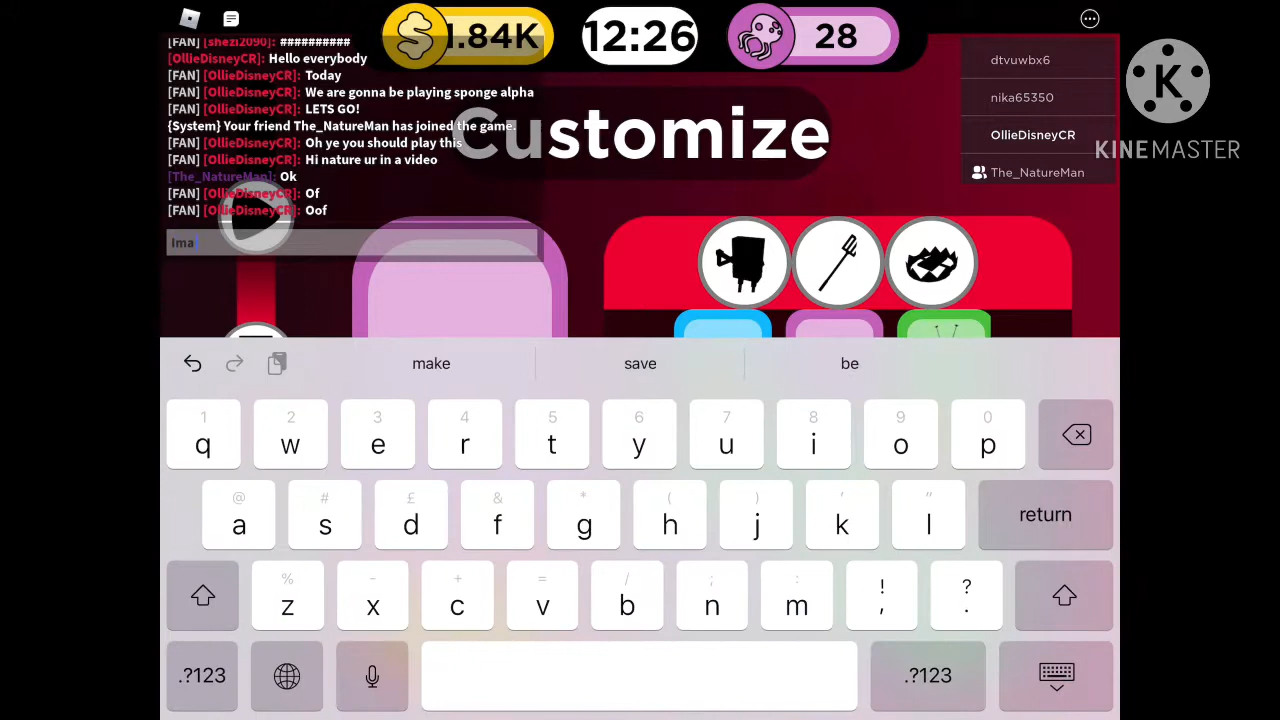 1.84K
12:26
28
[FAN] [shezi2090]: ##########
[OllieDisneyCR]: Hello everybody
[FAN] [OllieDisneyCR]: Today
[FAN] [OllieDisneyCR]: We are gonna be playing sponge alpha
[FAN] [OllieDisneyCR]: LETS GO!
{System} Your friend The_NatureMan has joined the game.
[FAN] [OllieDisneyCR]: Oh ye you should play this
[FAN] [OllieDisneyCR]: Hi nature ur in a video
[The_NatureMan]: Ok
[FAN] [OllieDisneyCR]: Of
[FAN] [OllieDisneyCR]: Oof
Ima
Customize
dtvuwbx6
nika65350
OllieDisneyCR
The_NatureMan
K
KINEMASTER
make save be
1 2 3 4 5 6 7 8 9 0
q w e r t y u i o p
@ # £ & * ( ) ' "
a s d f g h j k l return
% - + = / ; : ! ?
z x c v b n m , .
.?123 .?123